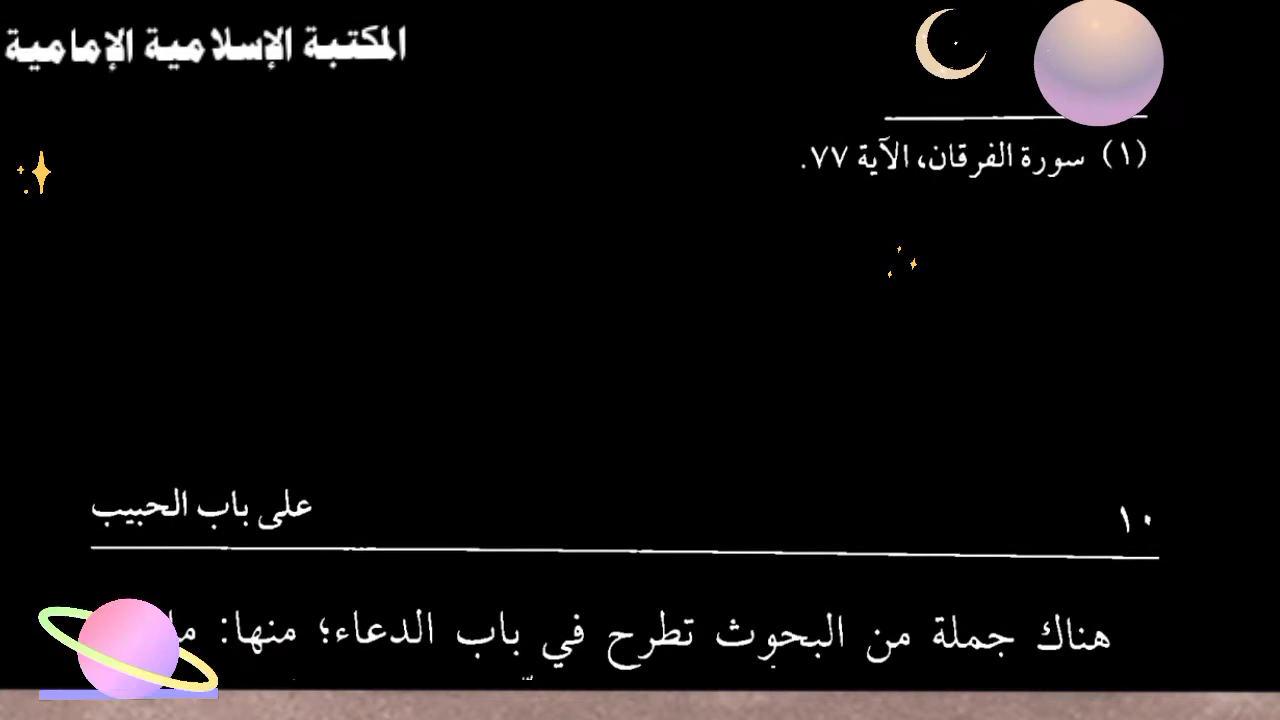 المكتبة الإسلامية الإمامية
(١) سورة الفرقان، الآية ٧٧.
١٠
على باب الحبيب
هناك جملة من البحوث تطرح في باب الدعاء؛ منها: